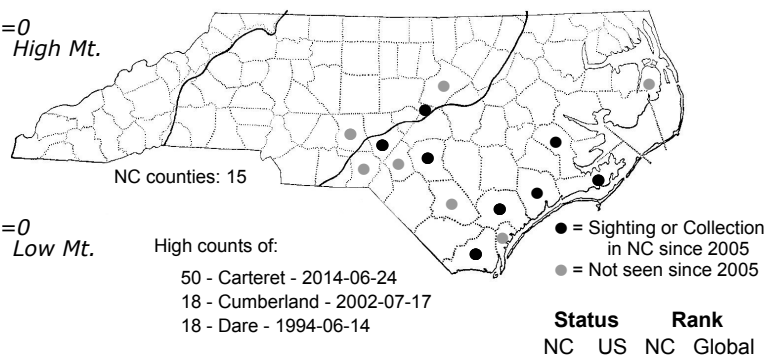 =0
High Mt.
NC counties: 15
=0
Low Mt.
High counts of:
50 - Carteret - 2014-06-24
18 - Cumberland - 2002-07-17
18 - Dare - 1994-06-14
● = Sighting or Collection
in NC since 2005
● = Not seen since 2005
Status Rank
NC US NC Global